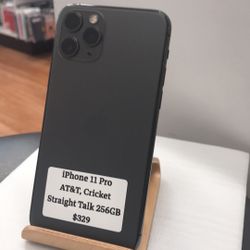 iPhone 11 Pro
AT&T, Cricket
Straight Talk 256GB
$329